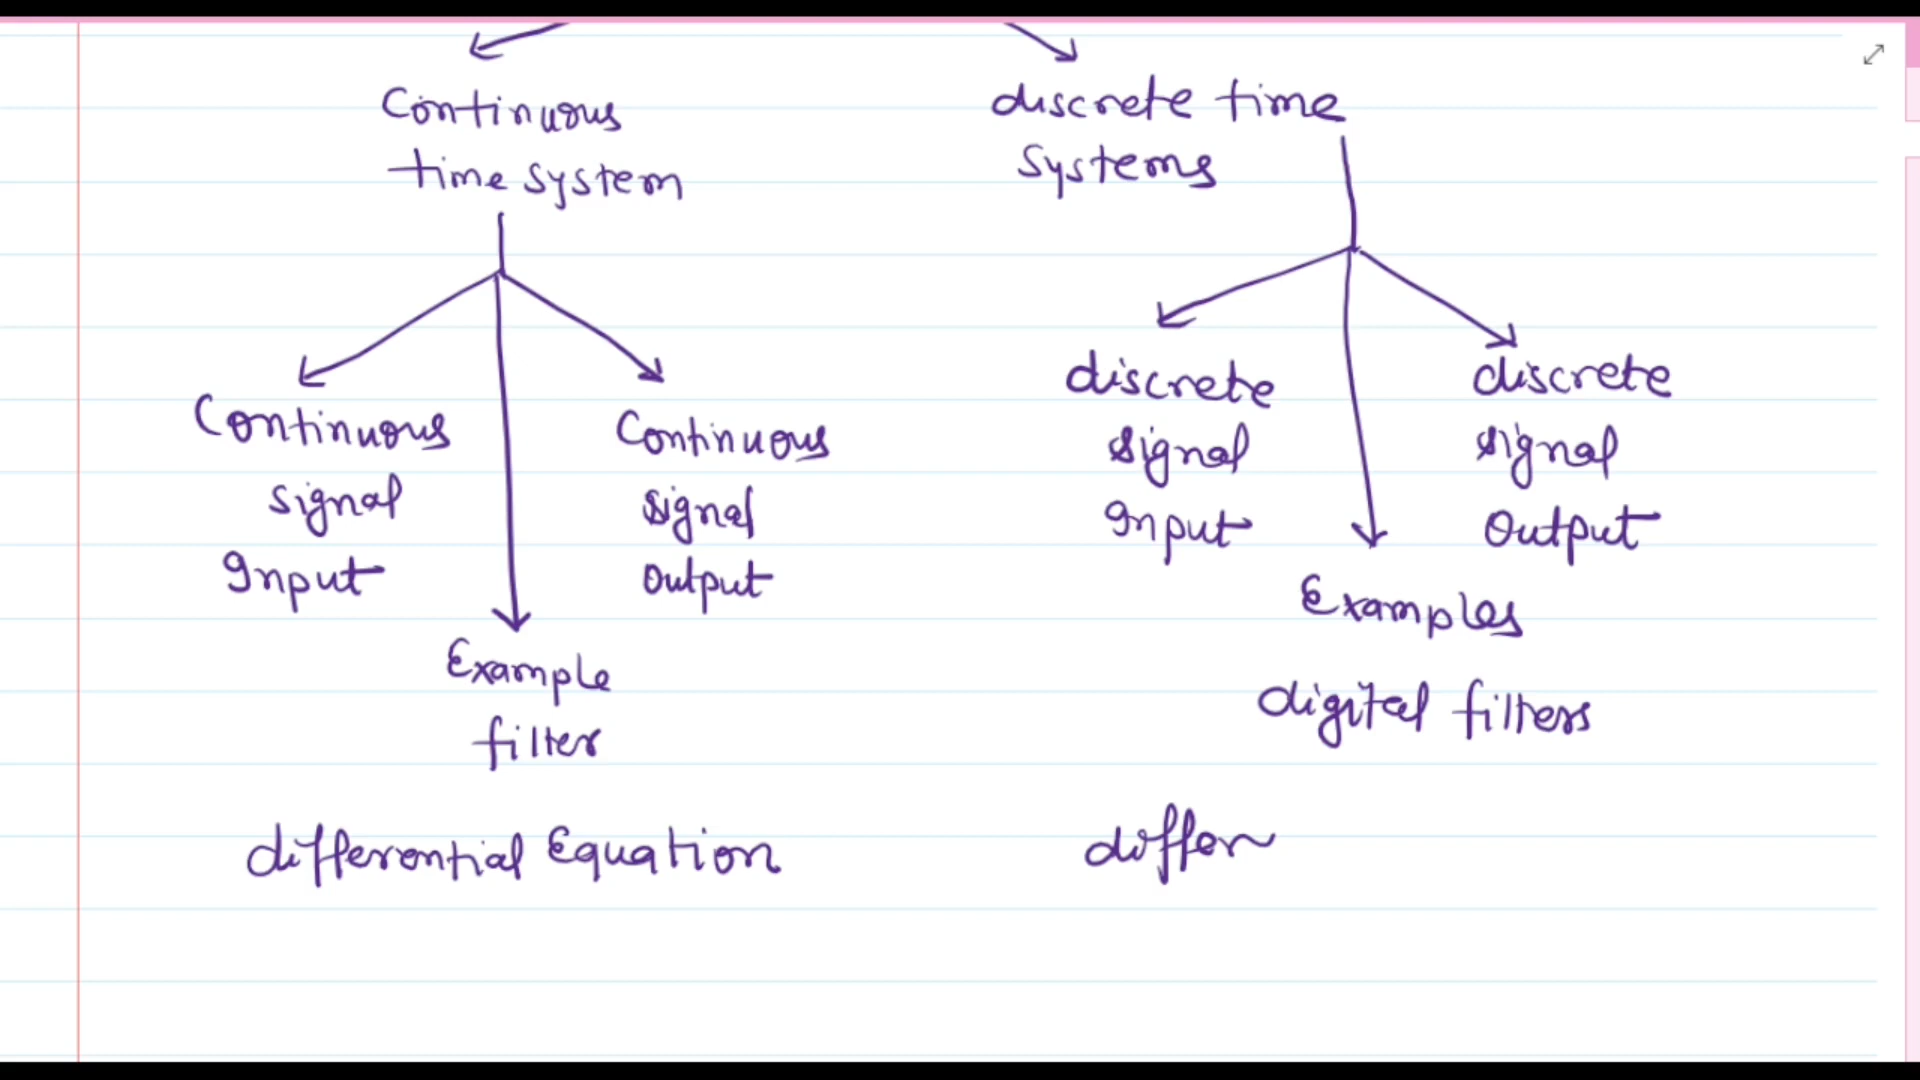 Continuous
time system
discrete time
Systems
Continuous
signal
Input
Continuous
signal
output
Example
filter
discrete
signal
Input
discrete
signal
Output
Examples
digital filters
differential Equation
differn